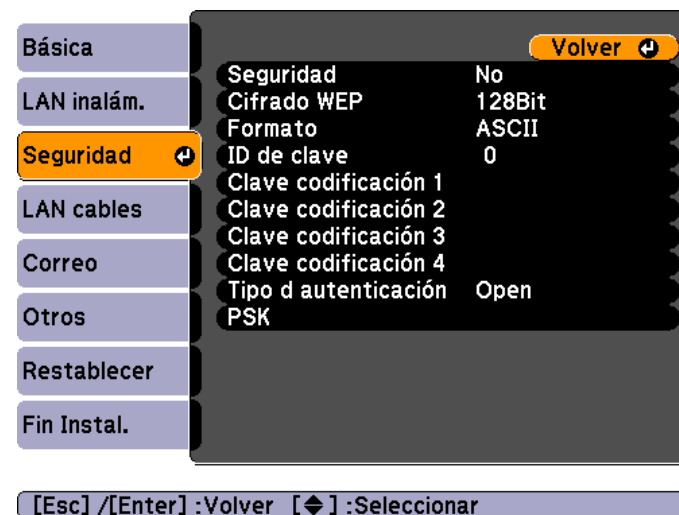 Básica
LAN inalám.
Seguridad
LAN cables
Correo
Otros
Restablecer
Fin Instal.
Volver
Seguridad No
Cifrado WEP 128Bit
Formato ASCII
ID de clave 0
Clave codificación 1
Clave codificación 2
Clave codificación 3
Clave codificación 4
Tipo d autenticación Open
PSK
[Esc] /[Enter] :Volver [◆] :Seleccionar